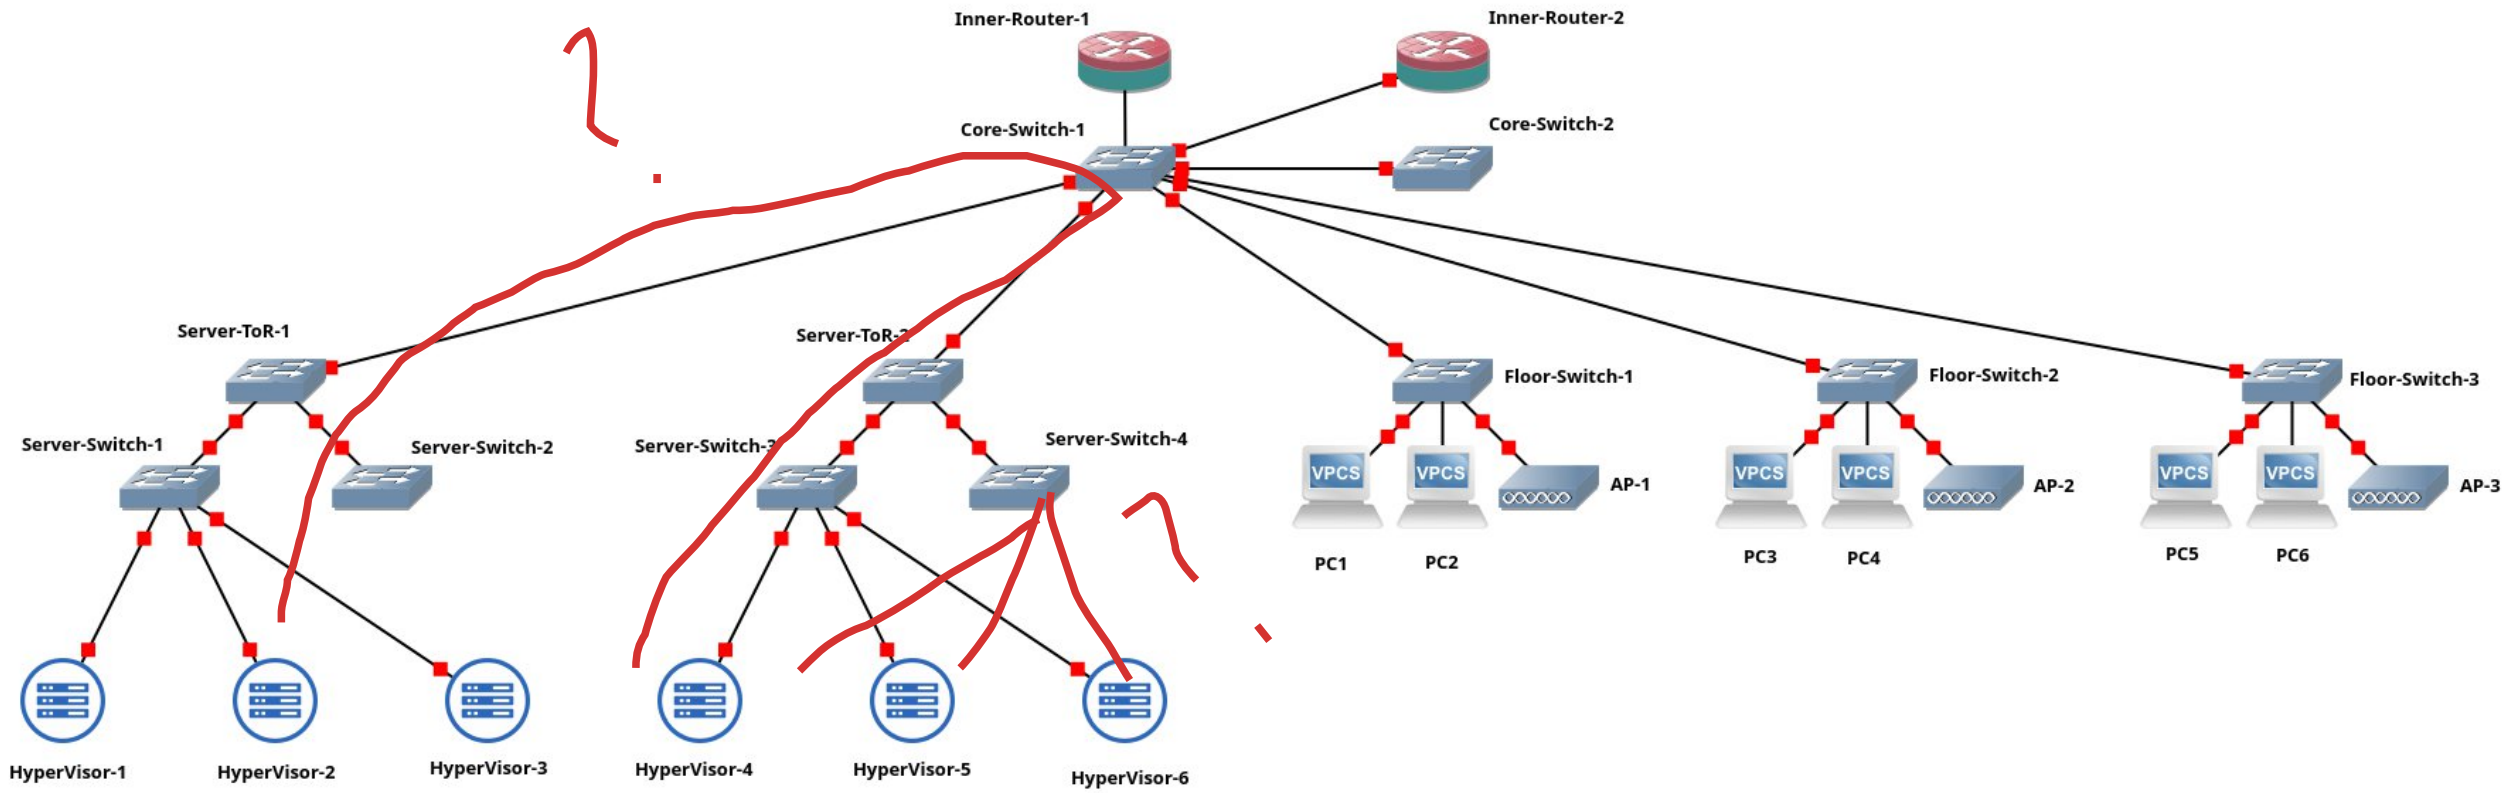 Inner-Router-1
Inner-Router-2
Core-Switch-1
Core-Switch-2
Server-ToR-1
Server-ToR-2
Floor-Switch-1
Floor-Switch-2
Floor-Switch-3
Server-Switch-1
Server-Switch-2
Server-Switch-3
Server-Switch-4
VPCS
VPCS
VPCS
VPCS
VPCS
VPCS
AP-1
AP-2
AP-3
PC1
PC2
PC3
PC4
PC5
PC6
HyperVisor-1
HyperVisor-2
HyperVisor-3
HyperVisor-4
HyperVisor-5
HyperVisor-6